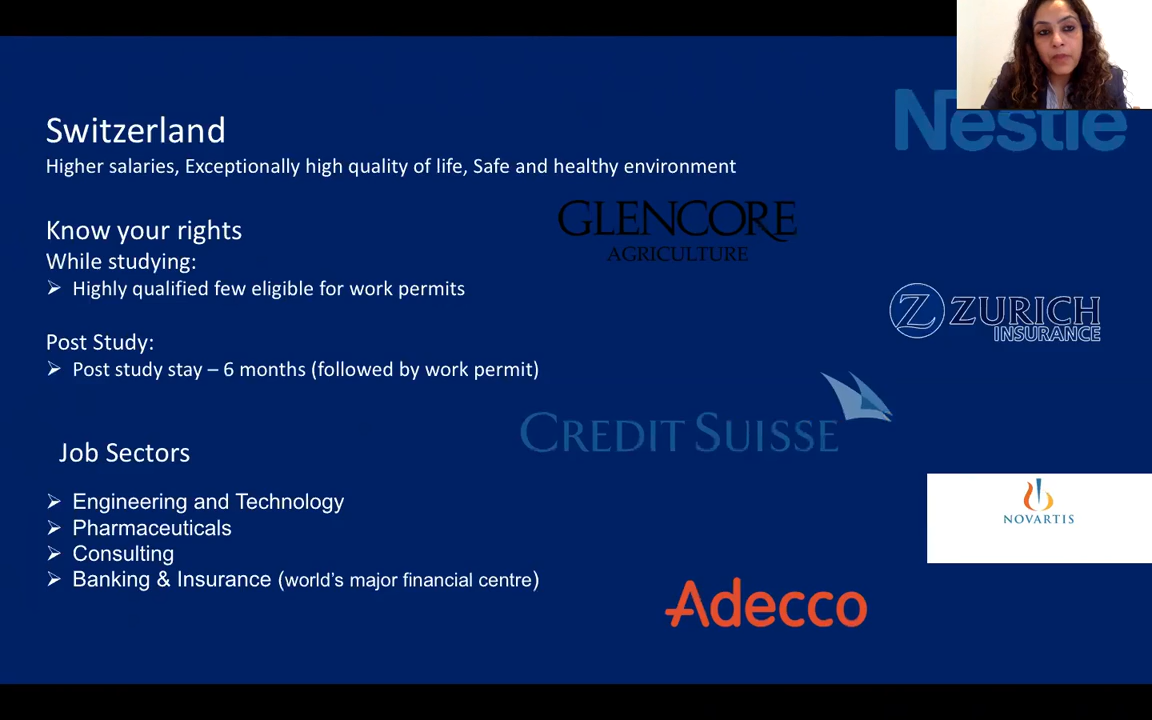 Nestle
Switzerland
Higher salaries, Exceptionally high quality of life, Safe and healthy environment
GLENCORE
AGRICULTURE
Know your rights
While studying:
Highly qualified few eligible for work permits
ZURICH
INSURANCE
Post Study:
Post study stay – 6 months (followed by work permit)
CREDIT SUISSE
Job Sectors
NOVARTIS
Engineering and Technology
Pharmaceuticals
Consulting
Banking & Insurance (world's major financial centre)
Adecco